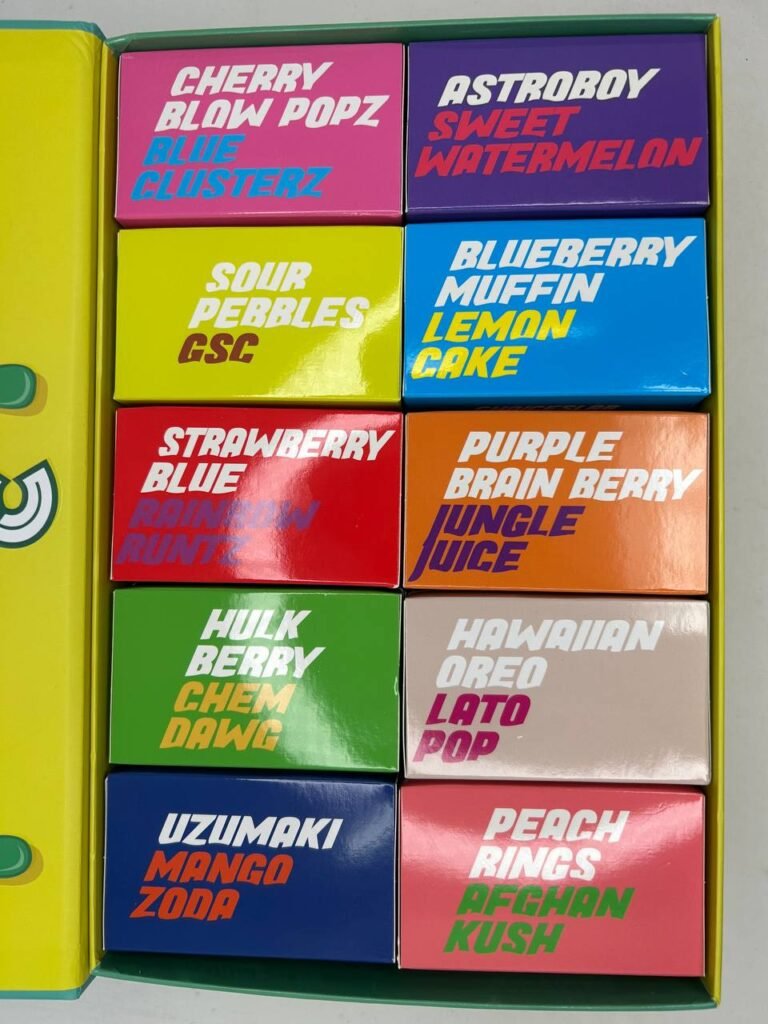 CHERRY
BLOW POPZ
BLUE
CLUSTERZ
ASTROBOY
SWEET
WATERMELON
SOUR
PEBBLES
GSC
BLUEBERRY
MUFFIN
LEMON
CAKE
STRAWBERRY
BLUE
RAINBOW
RUNTZ
PURPLE
BRAIN BERRY
JUNGLE
JUICE
HULK
BERRY
CHEM
DAWG
HAWAIIAN
OREO
LATO
POP
UZUMAKI
MANGO
ZODA
PEACH
RINGS
AFGHAN
KUSH